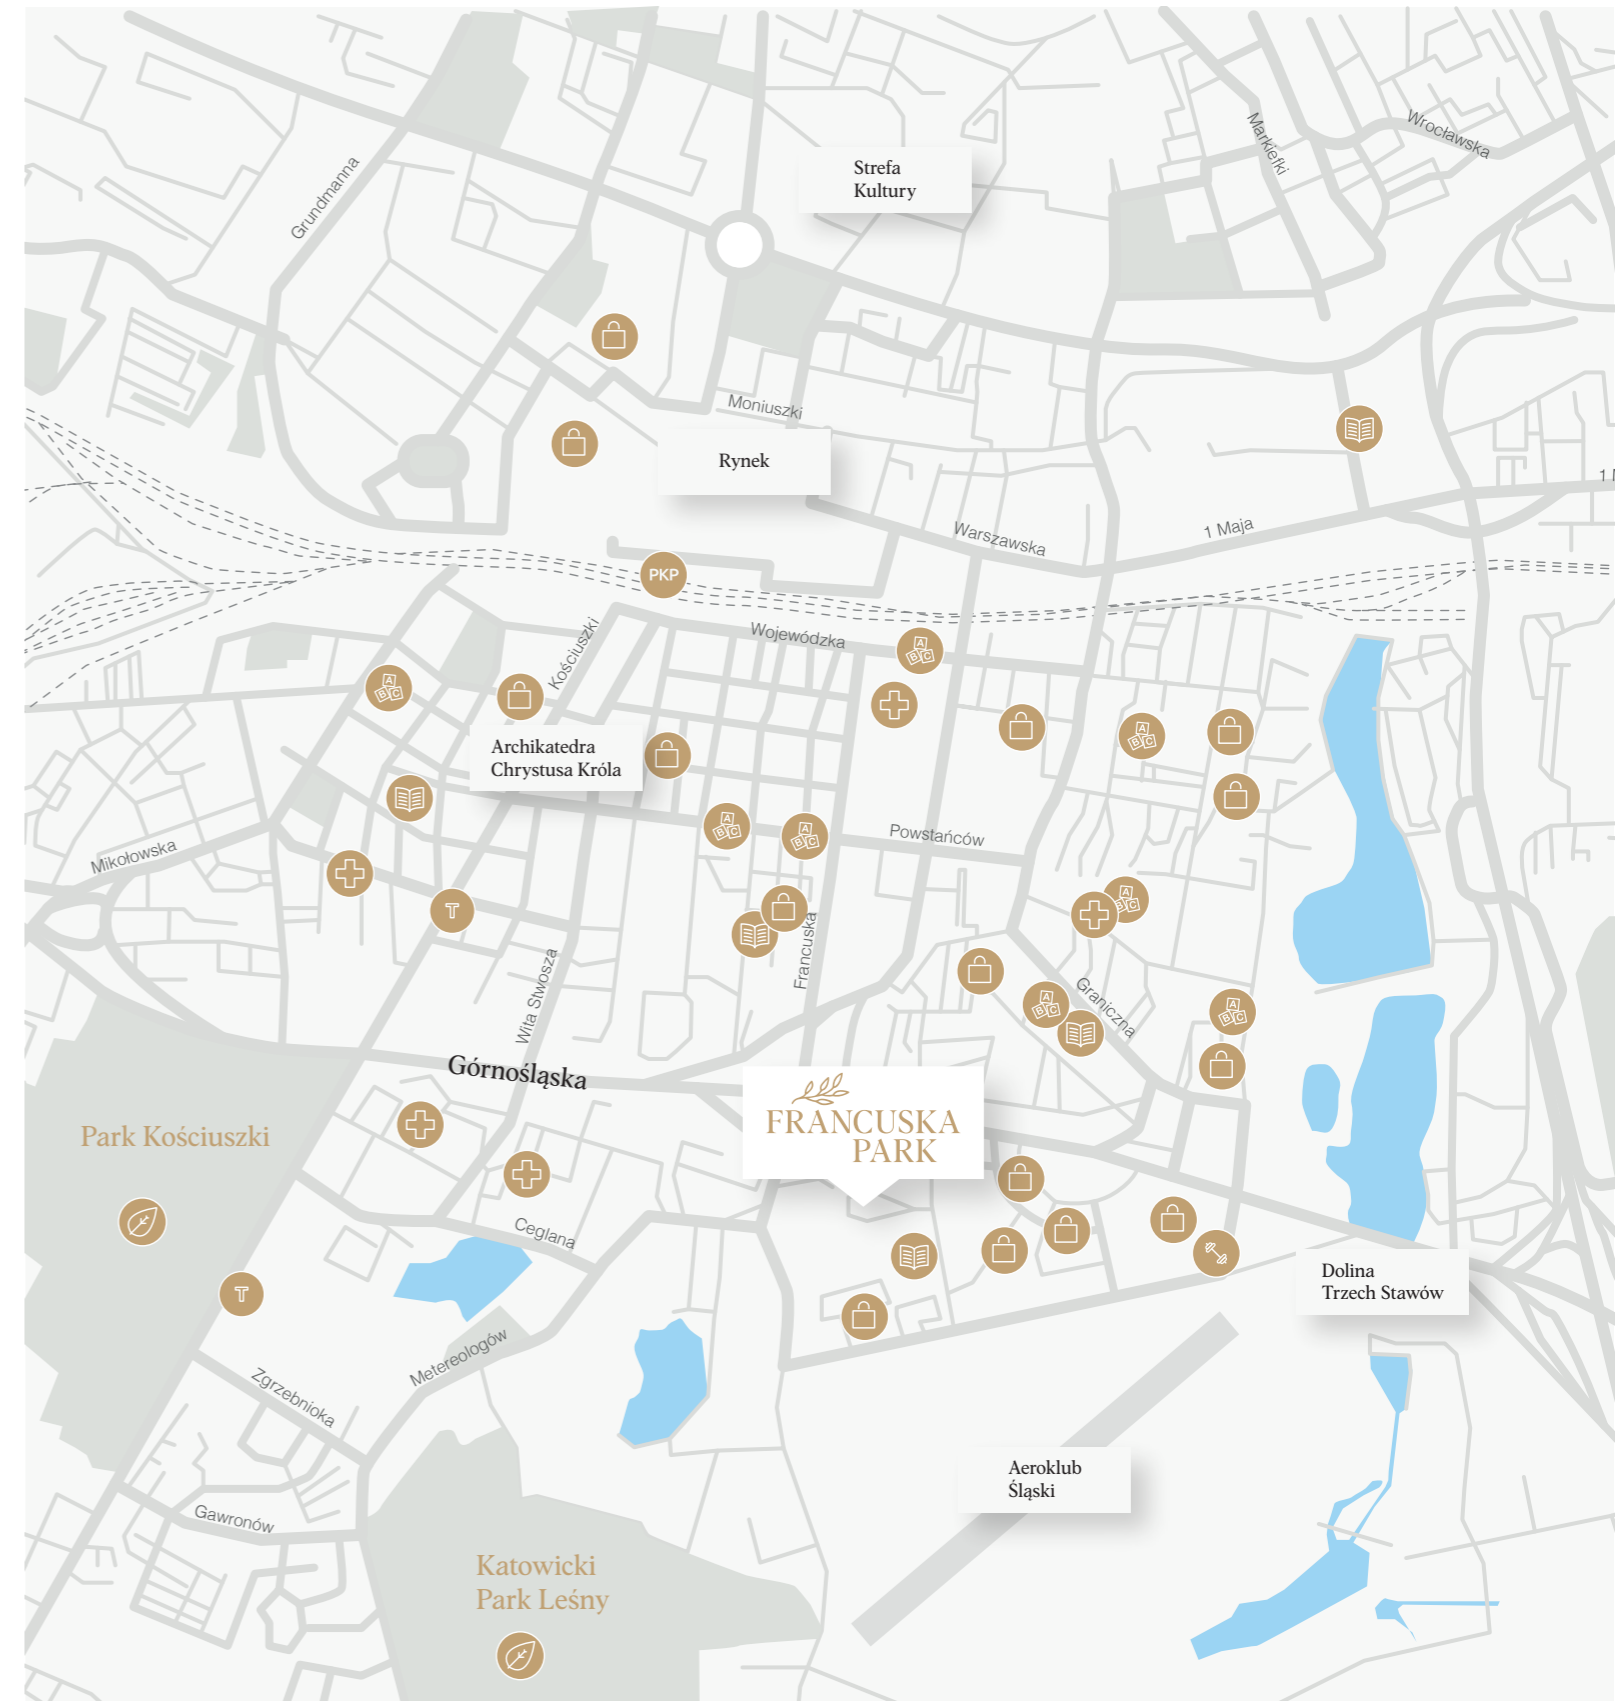 Wrocławska
Markiefki
Strefa
Kultury
Grundmanna
Moniuszki
Rynek
1 Maja
Warszawska
PKP
Kościuszki
Wojewódzka
A
B C
A
B C
A
B C
Archikatedra
Chrystusa Króla
A
B C
A
B C
Powstańców
Mikołowska
A
B C
T
Francuska
Wita Stwosza
Graniczna
A
B C
A
B C
Górnośląska
FRANCUSKA
PARK
Park Kościuszki
Ceglana
Dolina
Trzech Stawów
T
Metereologów
Zgrzebnioka
Aeroklub
Śląski
Gawronów
Katowicki
Park Leśny